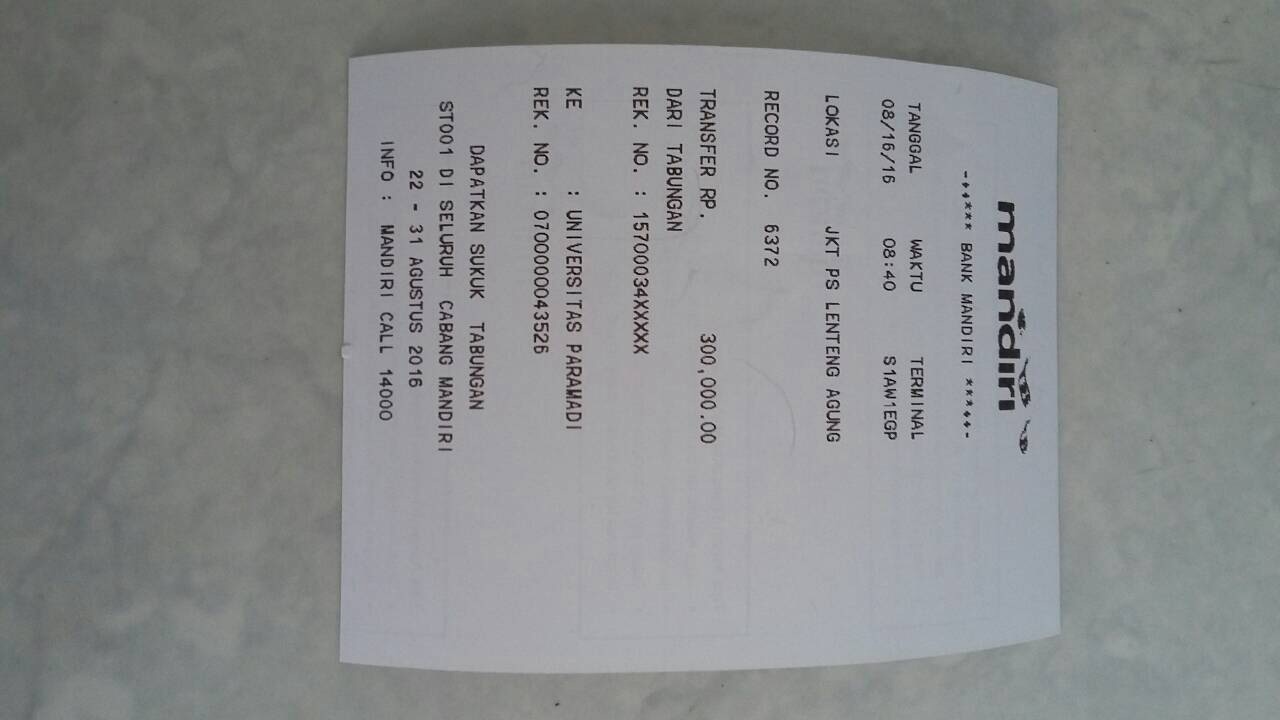 mandiri
-++*** BANK MANDIRI ***++-
TANGGAL WAKTU TERMINAL
08/16/16 08:40 S1AW1EGP
LOKASI JKT PS LENTENG AGUNG
RECORD NO. 6372
TRANSFER RP. 300,000.00
DARI TABUNGAN
REK. NO. : 15700034XXXXX
KE : UNIVERSITAS PARAMADI
REK. NO. : 0700000043526
DAPATKAN SUKUK TABUNGAN
ST001 DI SELURUH CABANG MANDIRI
22 - 31 AGUSTUS 2016
INFO : MANDIRI CALL 14000